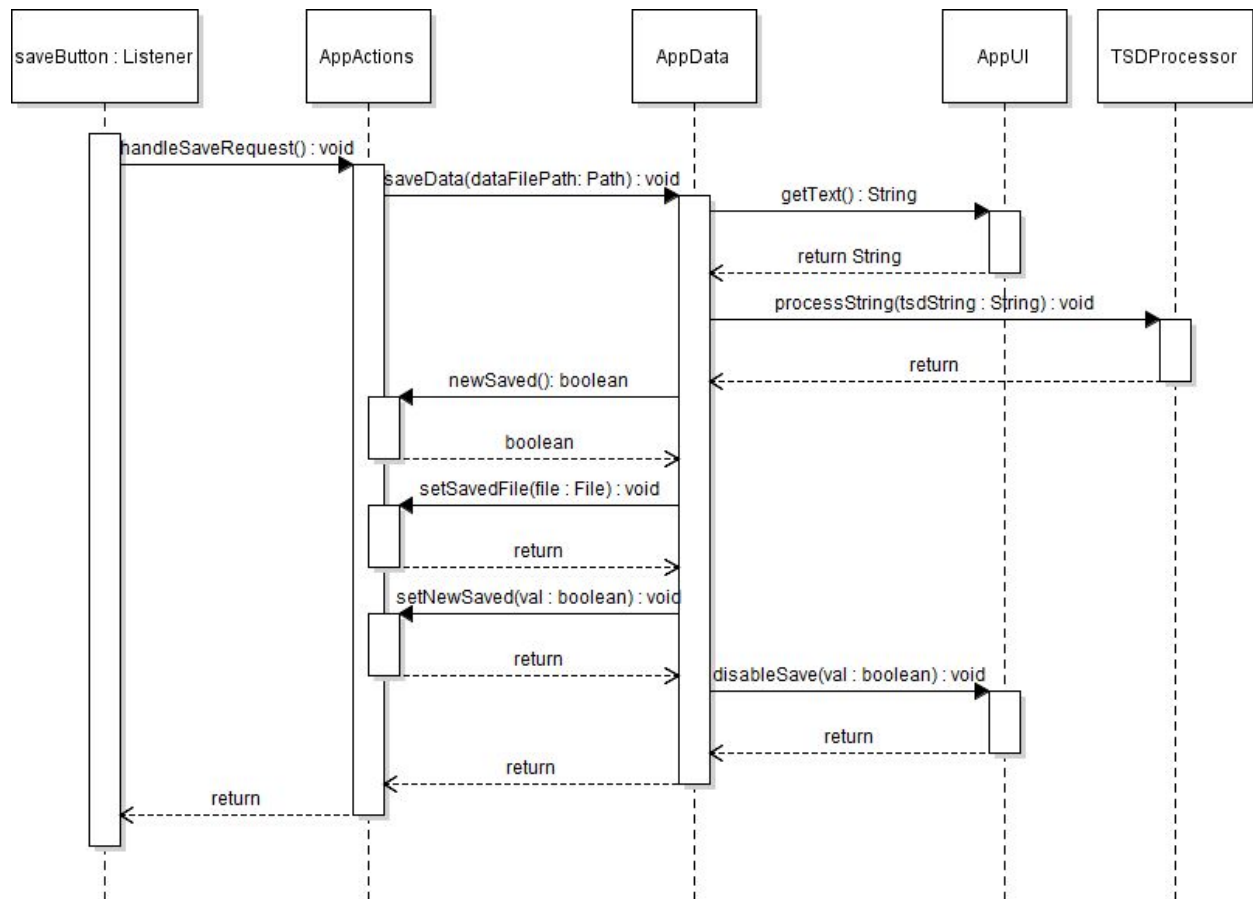 saveButton : Listener
AppActions
AppData
AppUI
TSDProcessor
handleSaveRequest() : void
saveData(dataFilePath: Path) : void
getText() : String
return String
processString(tsdString : String) : void
return
newSaved(): boolean
boolean
setSavedFile(file : File) : void
return
setNewSaved(val : boolean) : void
return
disableSave(val : boolean) : void
return
return
return